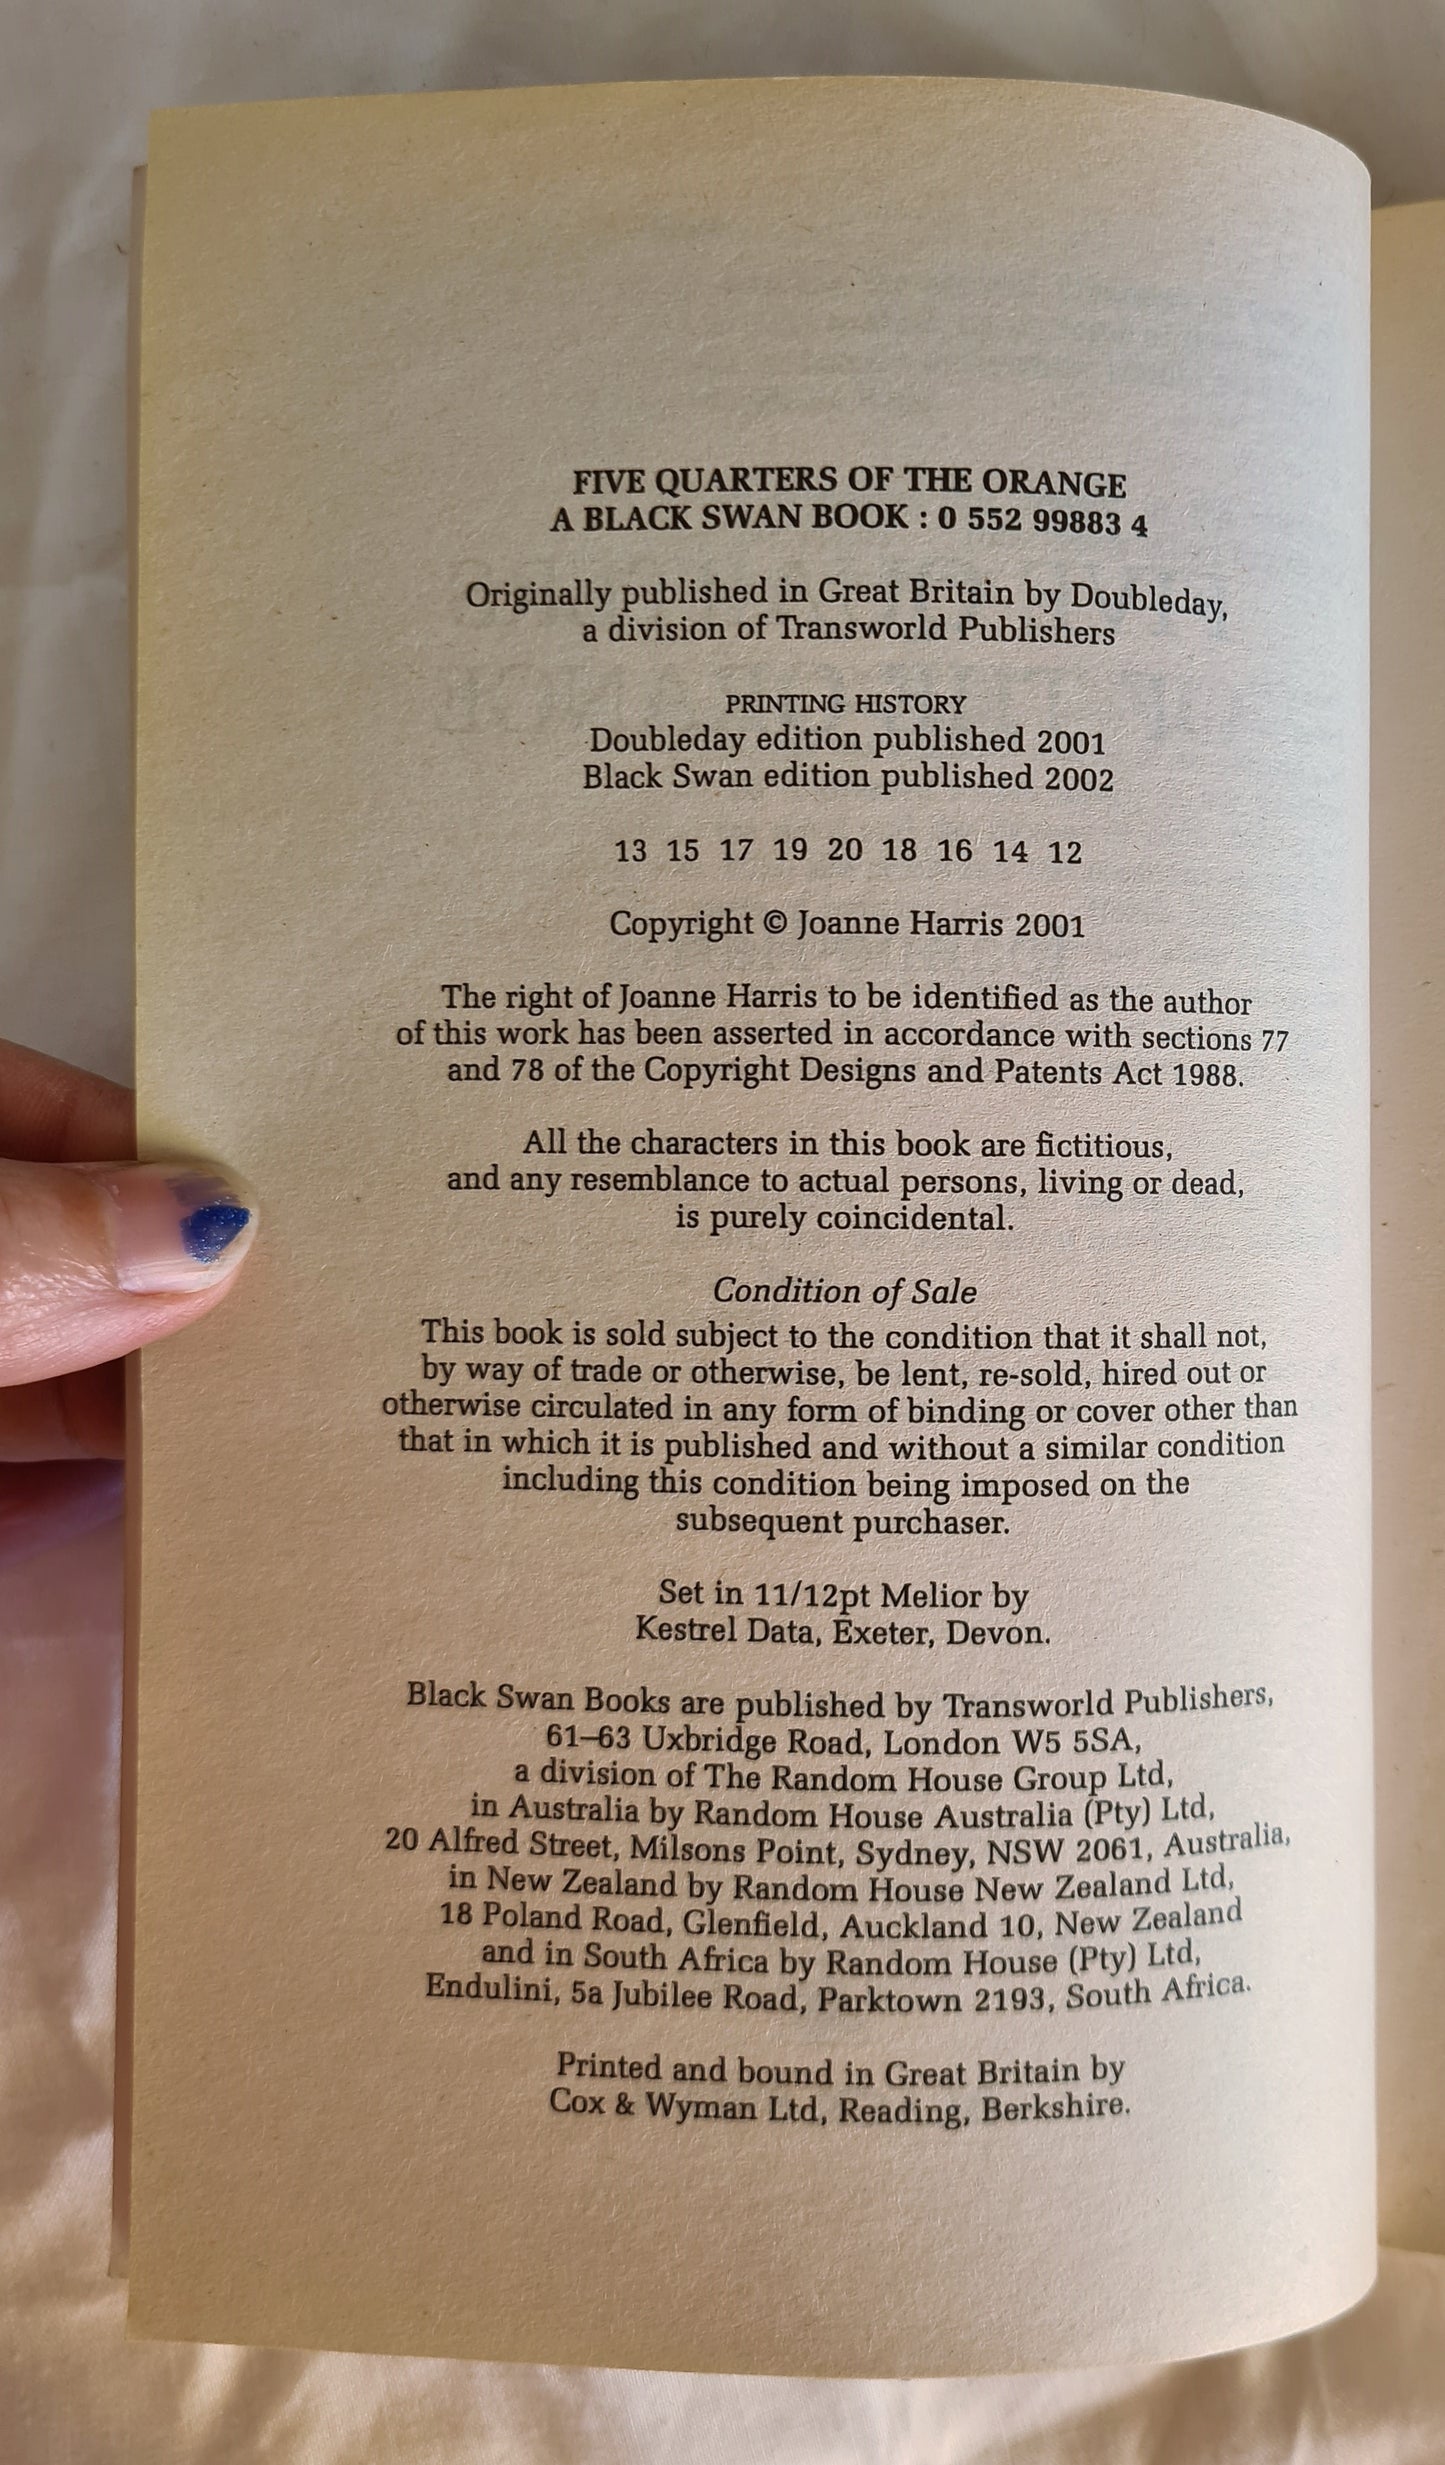 FIVE QUARTERS OF THE ORANGE
A BLACK SWAN BOOK : 0 552 99883 4
Originally published in Great Britain by Doubleday,
a division of Transworld Publishers
PRINTING HISTORY
Doubleday edition published 2001
Black Swan edition published 2002
13 15 17 19 20 18 16 14 12
Copyright © Joanne Harris 2001
The right of Joanne Harris to be identified as the author
of this work has been asserted in accordance with sections 77
and 78 of the Copyright Designs and Patents Act 1988.
All the characters in this book are fictitious,
and any resemblance to actual persons, living or dead,
is purely coincidental.
Condition of Sale
This book is sold subject to the condition that it shall not,
by way of trade or otherwise, be lent, re-sold, hired out or
otherwise circulated in any form of binding or cover other than
that in which it is published and without a similar condition
including this condition being imposed on the
subsequent purchaser.
Set in 11/12pt Melior by
Kestrel Data, Exeter, Devon.
Black Swan Books are published by Transworld Publishers,
61–63 Uxbridge Road, London W5 5SA,
a division of The Random House Group Ltd,
in Australia by Random House Australia (Pty) Ltd,
20 Alfred Street, Milsons Point, Sydney, NSW 2061, Australia,
in New Zealand by Random House New Zealand Ltd,
18 Poland Road, Glenfield, Auckland 10, New Zealand
and in South Africa by Random House (Pty) Ltd,
Endulini, 5a Jubilee Road, Parktown 2193, South Africa.
Printed and bound in Great Britain by
Cox & Wyman Ltd, Reading, Berkshire.